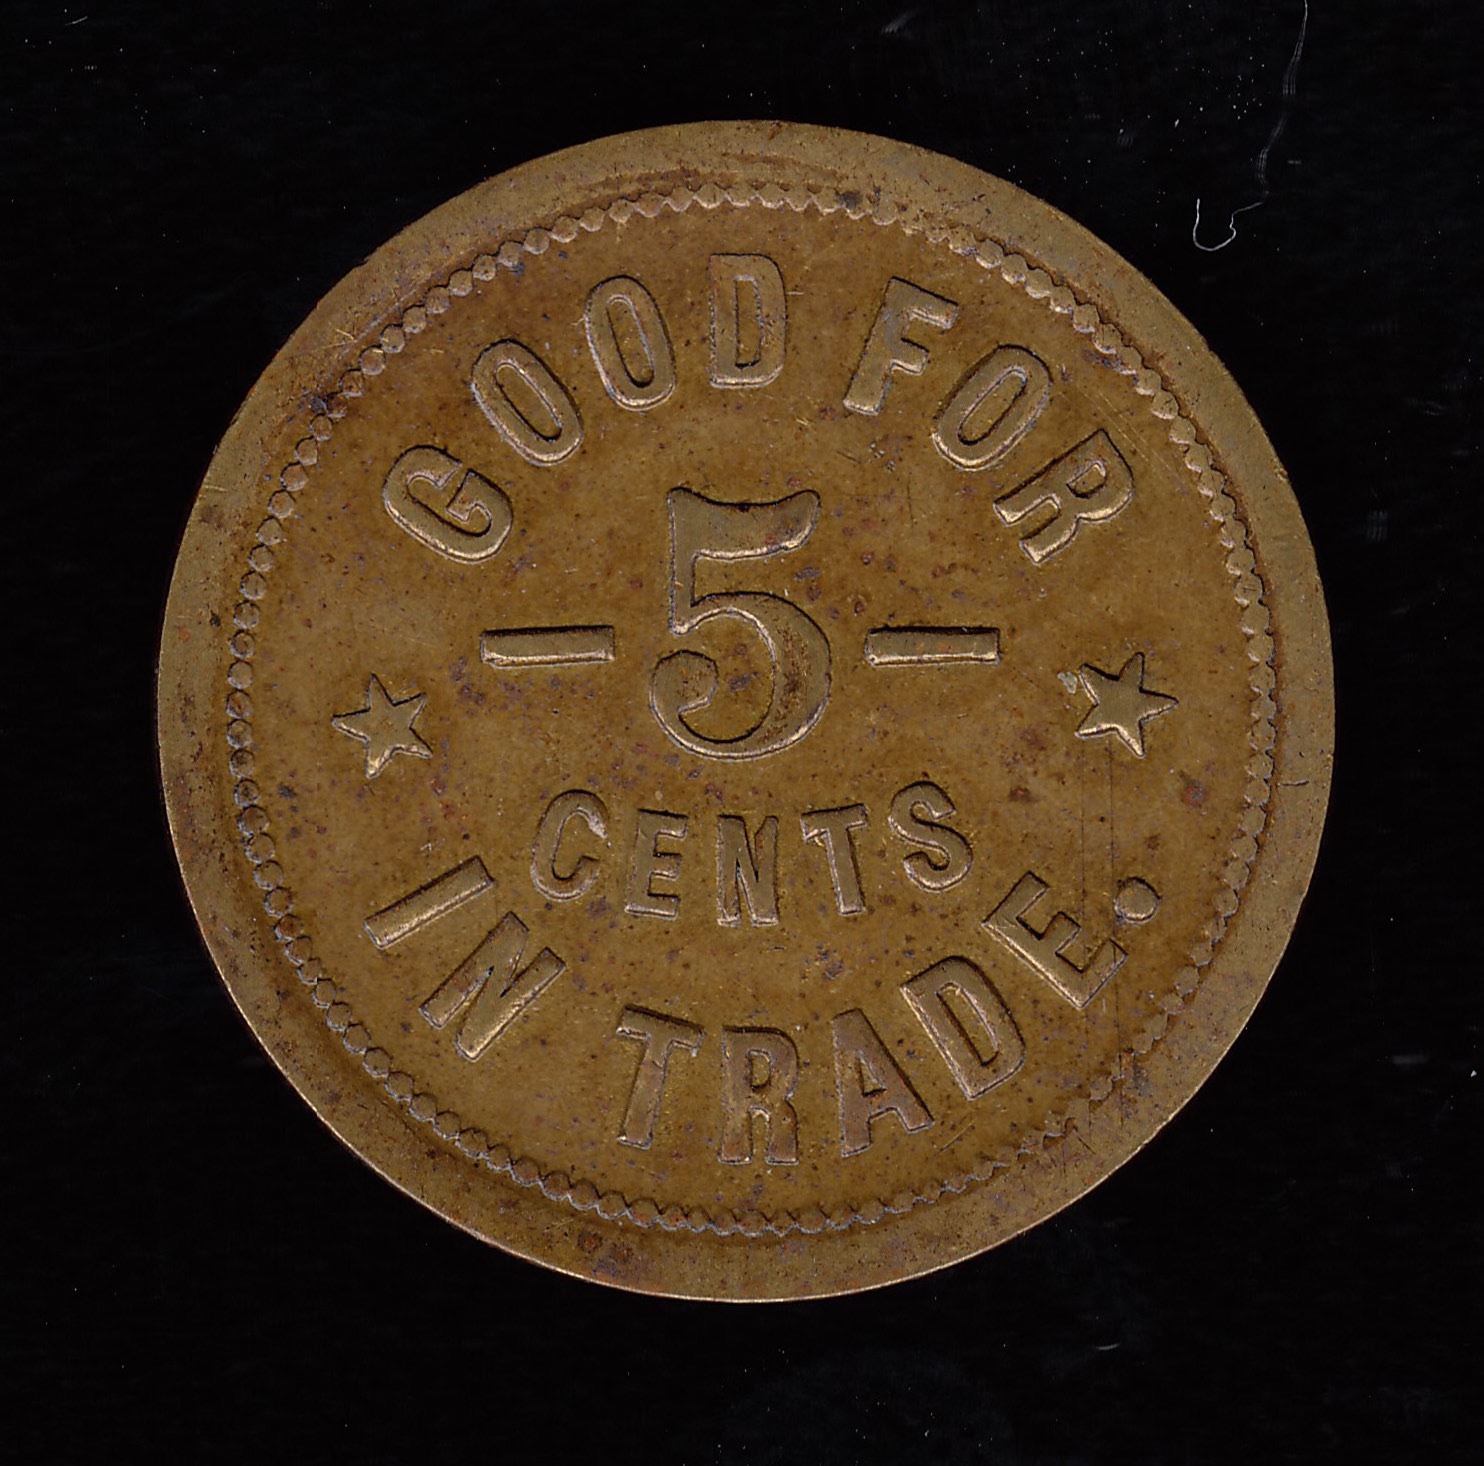 GOOD FOR
5
CENTS
IN TRADE.